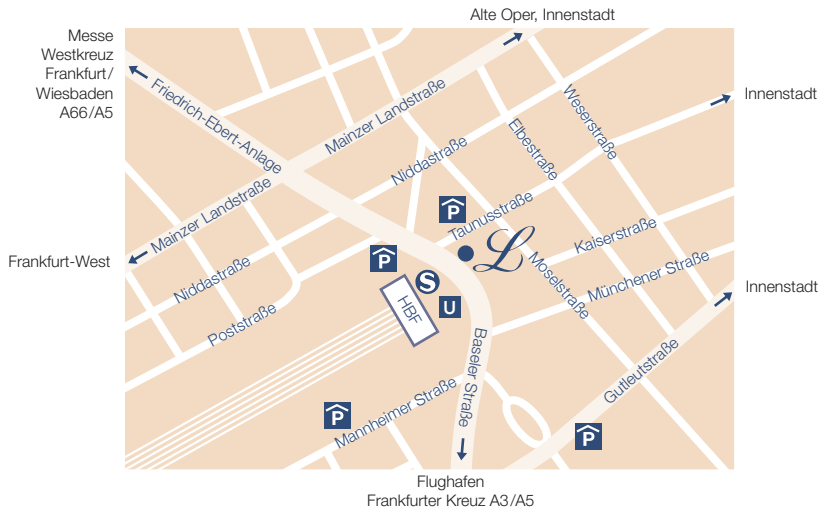 Alte Oper, Innenstadt
Messe
Westkreuz
Frankfurt/
Wiesbaden
A66/A5
Friedrich-Ebert-Anlage
Mainzer Landstraße
Weserstraße
Innenstadt
Elbestraße
Niddastraße
Mainzer Landstraße
P
Taunusstraße
Kaiserstraße
L
Frankfurt-West
P
Niddastraße
S
Moselstraße
Münchener Straße
Innenstadt
HBF
U
Poststraße
Baseler Straße
Gutleutstraße
P
Mannheimer Straße
P
Flughafen
Frankfurter Kreuz A3/A5